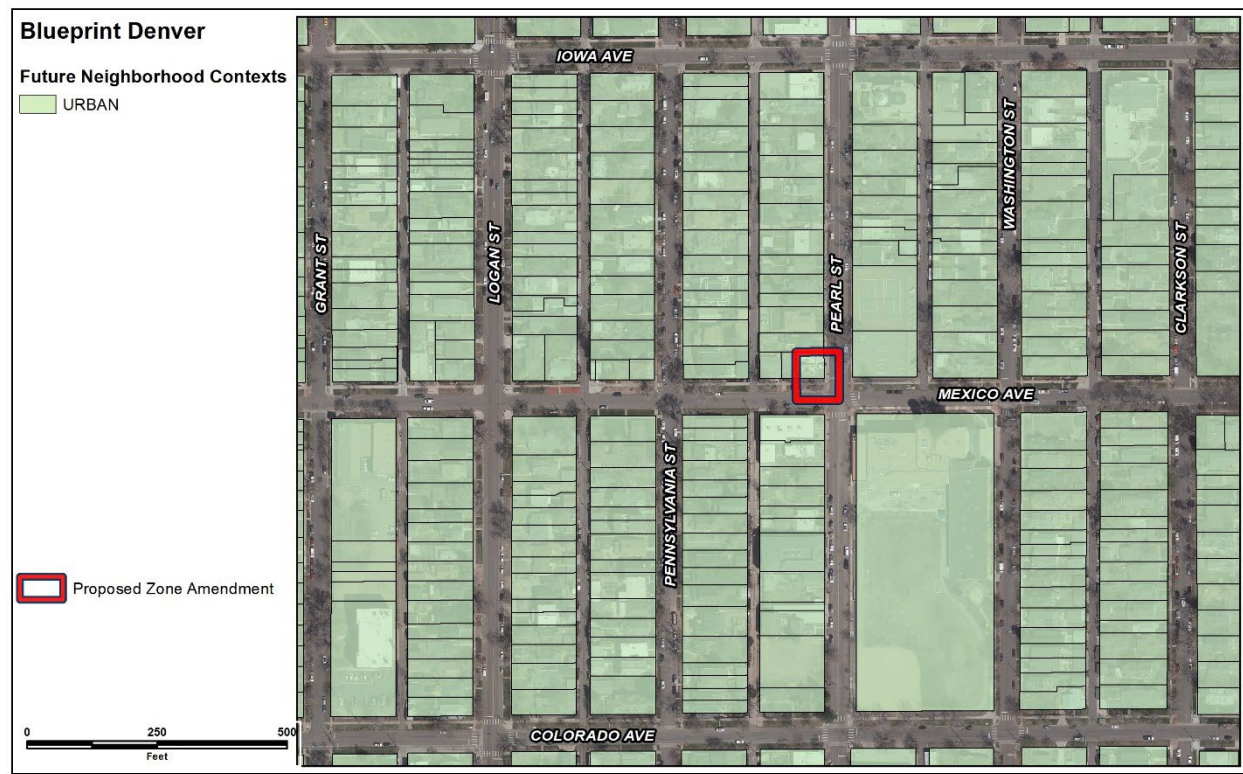 Blueprint Denver
Future Neighborhood Contexts
URBAN
Proposed Zone Amendment
0 250 500
Feet
IOWA AVE
GRANT ST
LOGAN ST
PEARL ST
WASHINGTON ST
CLARKSON ST
MEXICO AVE
PENNSYLVANIA ST
COLORADO AVE